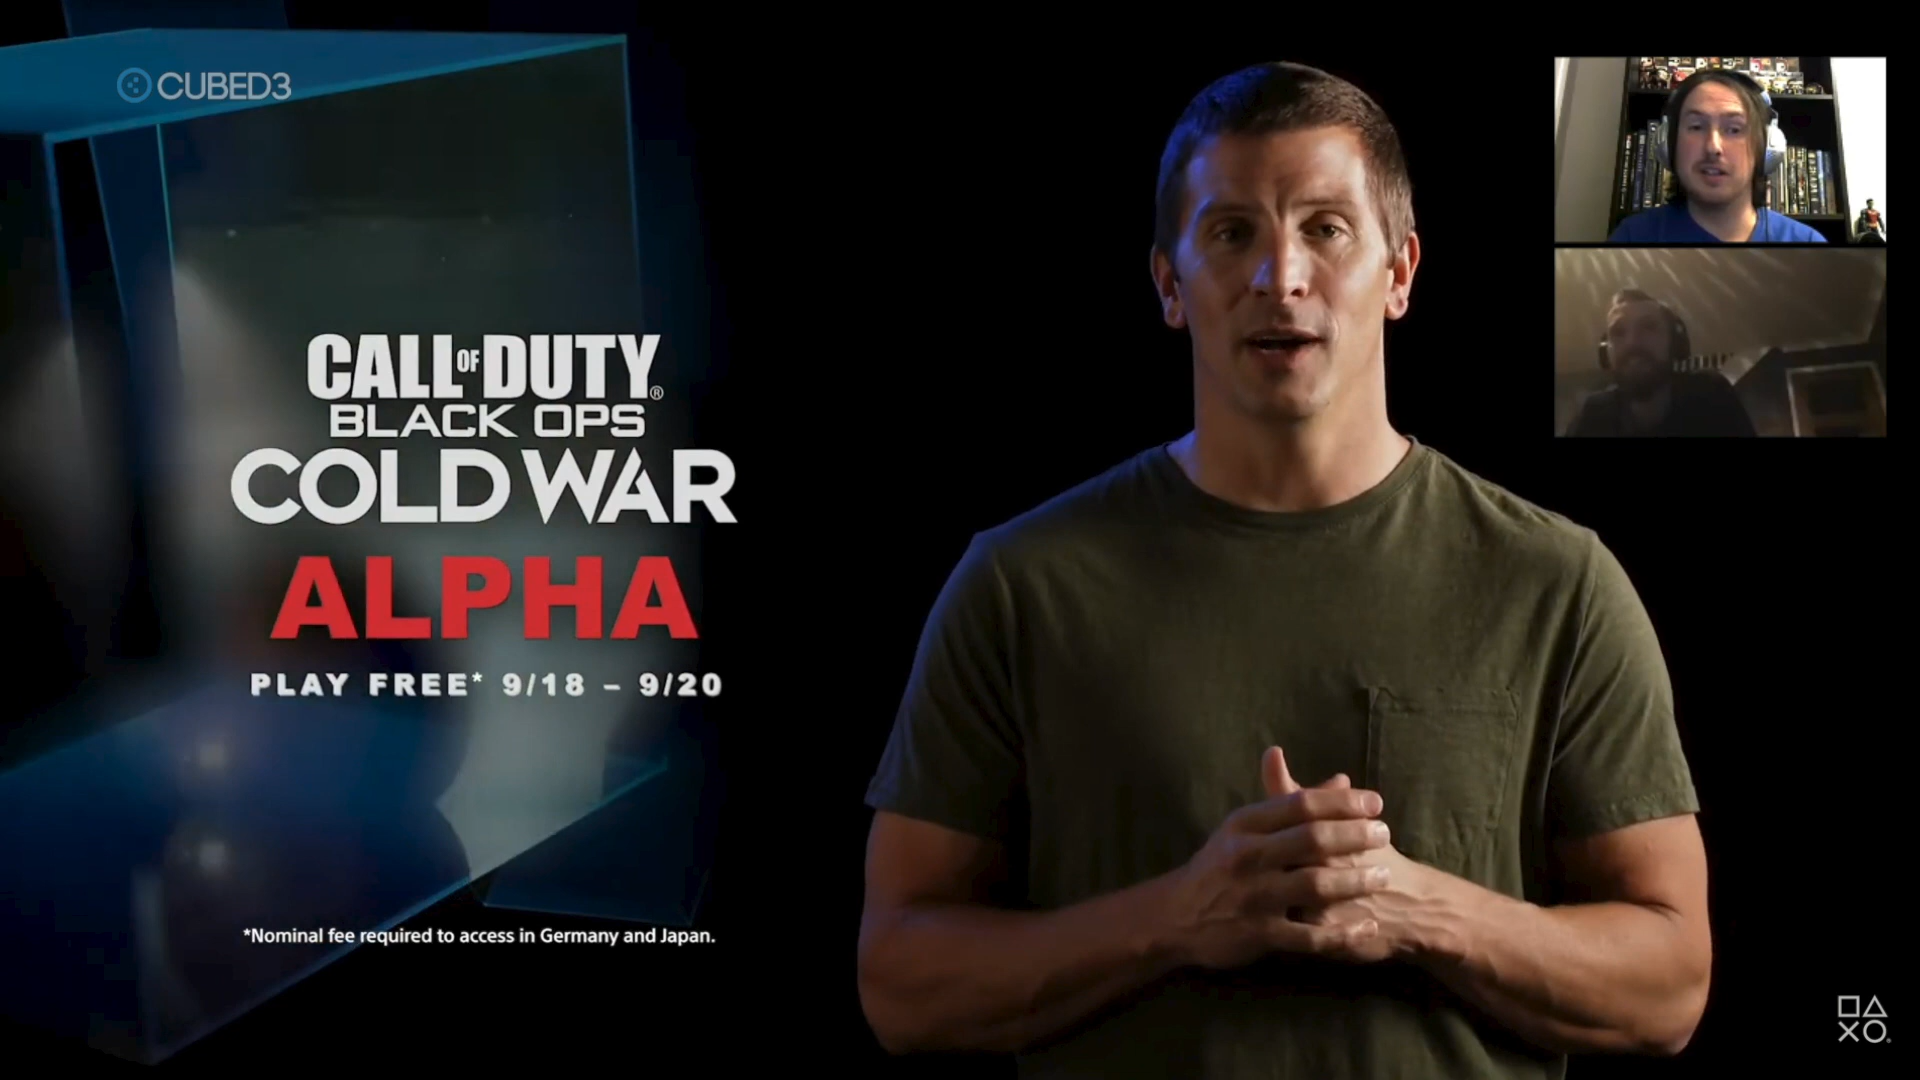 CUBED3
CALL OF DUTY®
BLACK OPS
COLD WAR
ALPHA
PLAY FREE* 9/18 – 9/20
*Nominal fee required to access in Germany and Japan.